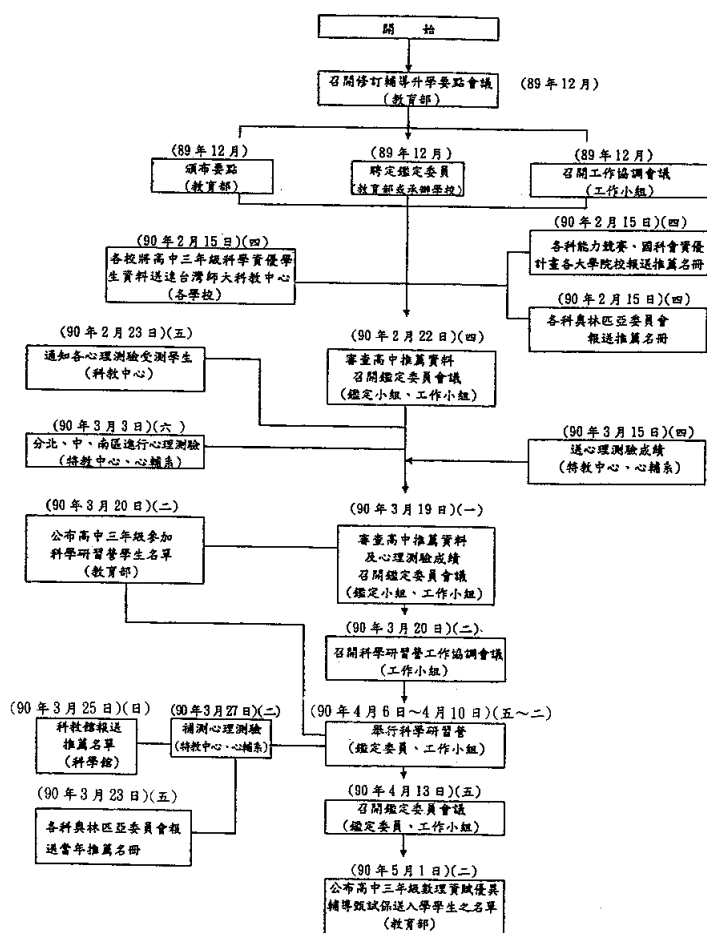 開 始
召開修訂輔導升學要點會議
(教育部)
(89年12月)
(89年12月)
頒布要點
(教育部)
(89年12月)
聘定鑑定委員
(教育部或承辦學校)
(89年12月)
召開工作協調會議
(工作小組)
(90年2月15日)(四)
各校將高中三年級科學資優學
生資料送達台灣師大科教中心
(各學校)
(90年2月15日)(四)
各科能力競賽、國科會資優
計畫各大學院校報送推薦名冊
(90年2月15日)(四)
各科奧林匹亞委員會
報送推薦名冊
(90年2月23日)(五)
通知各心理測驗受測學生
(科教中心)
(90年2月22日)(四)
審查高中推薦資料
召開鑑定委員會議
(鑑定小組、工作小組)
(90年3月3日)(六)
分北、中、南區進行心理測驗
(特教中心、心輔系)
(90年3月15日)(四)
送心理測驗成績
(特教中心、心輔系)
(90年3月20日)(二)
公布高中三年級參加
科學研習營學生名單
(教育部)
(90年3月19日)(一)
審查高中推薦資料
及心理測驗成績
召開鑑定委員會議
(鑑定小組、工作小組)
(90年3月20日)(二)
召開科學研習營工作協調會議
(工作小組)
(90年3月25日)(日)
科教館報送
推薦名單
(科學館)
(90年3月27日)(二)
補測心理測驗
(特教中心、心輔系)
(90年4月6日~4月10日)(五~二)
舉行科學研習營
(鑑定委員、工作小組)
(90年3月23日)(五)
各科奧林匹亞委員會報
送當年推薦名冊
(90年4月13日)(五)
召開鑑定委員會議
(鑑定委員、工作小組)
(90年5月1日)(二)
公布高中三年級數理資賦優異
輔導甄試保送入學學生之名單
(教育部)